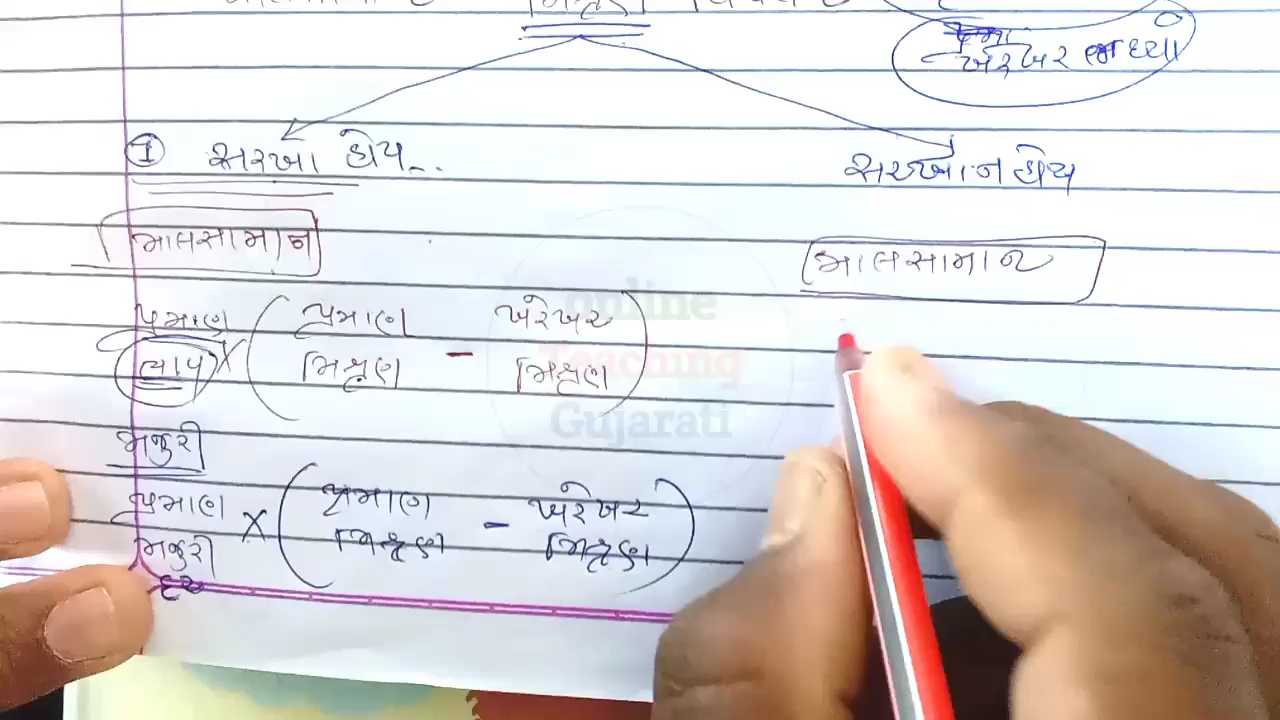 મિશ્રણ
ખરેખર
① સરખા હોય...
સરખા ન હોય
માલસામાન
માલસામાન
પ્રમાણ
ભાવ × (પ્રમાણ મિશ્રણ - ખરેખર મિશ્રણ)
મજુરી
પ્રમાણ
મજુરી
દર × (પ્રમાણ મિશ્રણ - ખરેખર મિશ્રણ)
online
Teaching
Gujarati